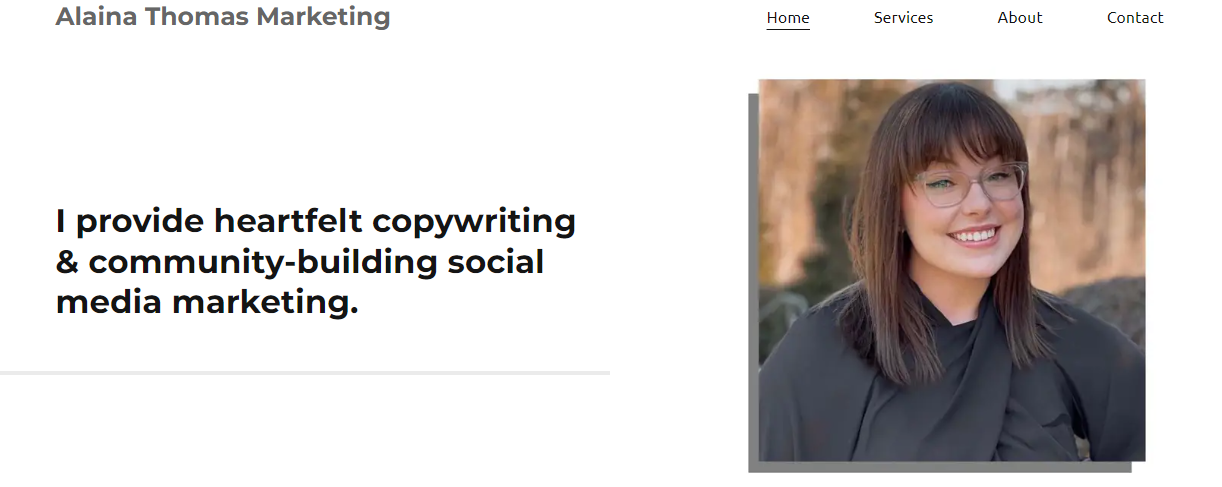 Alaina Thomas Marketing
Home Services About Contact
I provide heartfelt copywriting
& community-building social
media marketing.